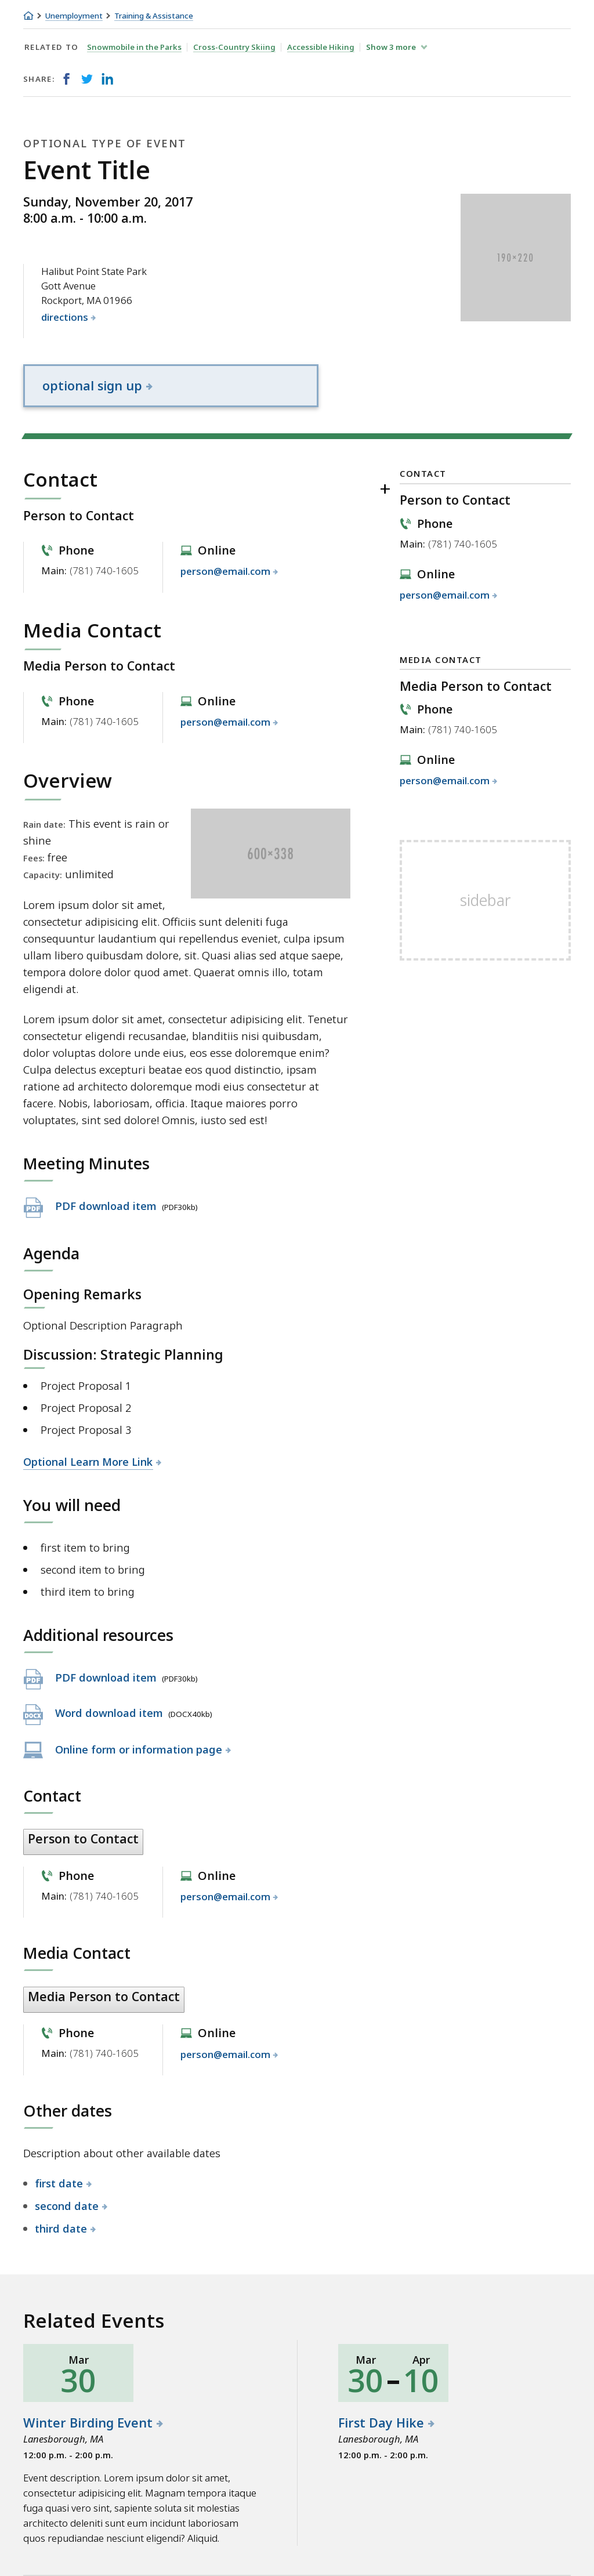 Unemployment > Training & Assistance
RELATED TO Snowmobile in the Parks Cross-Country Skiing Accessible Hiking Show 3 more
SHARE:
OPTIONAL TYPE OF EVENT
Event Title
Sunday, November 20, 2017
8:00 a.m. - 10:00 a.m.
190×220
Halibut Point State Park
Gott Avenue
Rockport, MA 01966
directions
optional sign up
Contact
Person to Contact
Phone
Main: (781) 740-1605
Online
person@email.com
Media Contact
Media Person to Contact
Phone
Main: (781) 740-1605
Online
person@email.com
Overview
Rain date: This event is rain or
shine
Fees: free
Capacity: unlimited
600×338
Lorem ipsum dolor sit amet,
consectetur adipisicing elit. Officiis sunt deleniti fuga
consequuntur laudantium qui repellendus eveniet, culpa ipsum
ullam libero quibusdam dolore, sit. Quasi alias sed atque saepe,
tempora dolore dolor quod amet. Quaerat omnis illo, totam
eligendi at.
Lorem ipsum dolor sit amet, consectetur adipisicing elit. Tenetur
consectetur eligendi recusandae, blanditiis nisi quibusdam,
dolor voluptas dolore unde eius, eos esse doloremque enim?
Culpa delectus excepturi beatae eos quod distinctio, ipsam
ratione ad architecto doloremque modi eius consectetur at
facere. Nobis, laboriosam, officia. Itaque maiores porro
voluptates, sint sed dolore! Omnis, iusto sed est!
Meeting Minutes
PDF PDF download item (PDF30kb)
Agenda
Opening Remarks
Optional Description Paragraph
Discussion: Strategic Planning
• Project Proposal 1
• Project Proposal 2
• Project Proposal 3
Optional Learn More Link
You will need
• first item to bring
• second item to bring
• third item to bring
Additional resources
PDF PDF download item (PDF30kb)
DOCX Word download item (DOCX40kb)
Online form or information page
Contact
Person to Contact
Phone
Main: (781) 740-1605
Online
person@email.com
Media Contact
Media Person to Contact
Phone
Main: (781) 740-1605
Online
person@email.com
Other dates
Description about other available dates
• first date
• second date
• third date
+
CONTACT
Person to Contact
Phone
Main: (781) 740-1605
Online
person@email.com
MEDIA CONTACT
Media Person to Contact
Phone
Main: (781) 740-1605
Online
person@email.com
sidebar
Related Events
Mar
30
Winter Birding Event
Lanesborough, MA
12:00 p.m. - 2:00 p.m.
Event description. Lorem ipsum dolor sit amet,
consectetur adipisicing elit. Magnam tempora itaque
fuga quasi vero sint, sapiente soluta sit molestias
architecto deleniti sunt eum incidunt laboriosam
quos repudiandae nesciunt eligendi? Aliquid.
Mar Apr
30-10
First Day Hike
Lanesborough, MA
12:00 p.m. - 2:00 p.m.